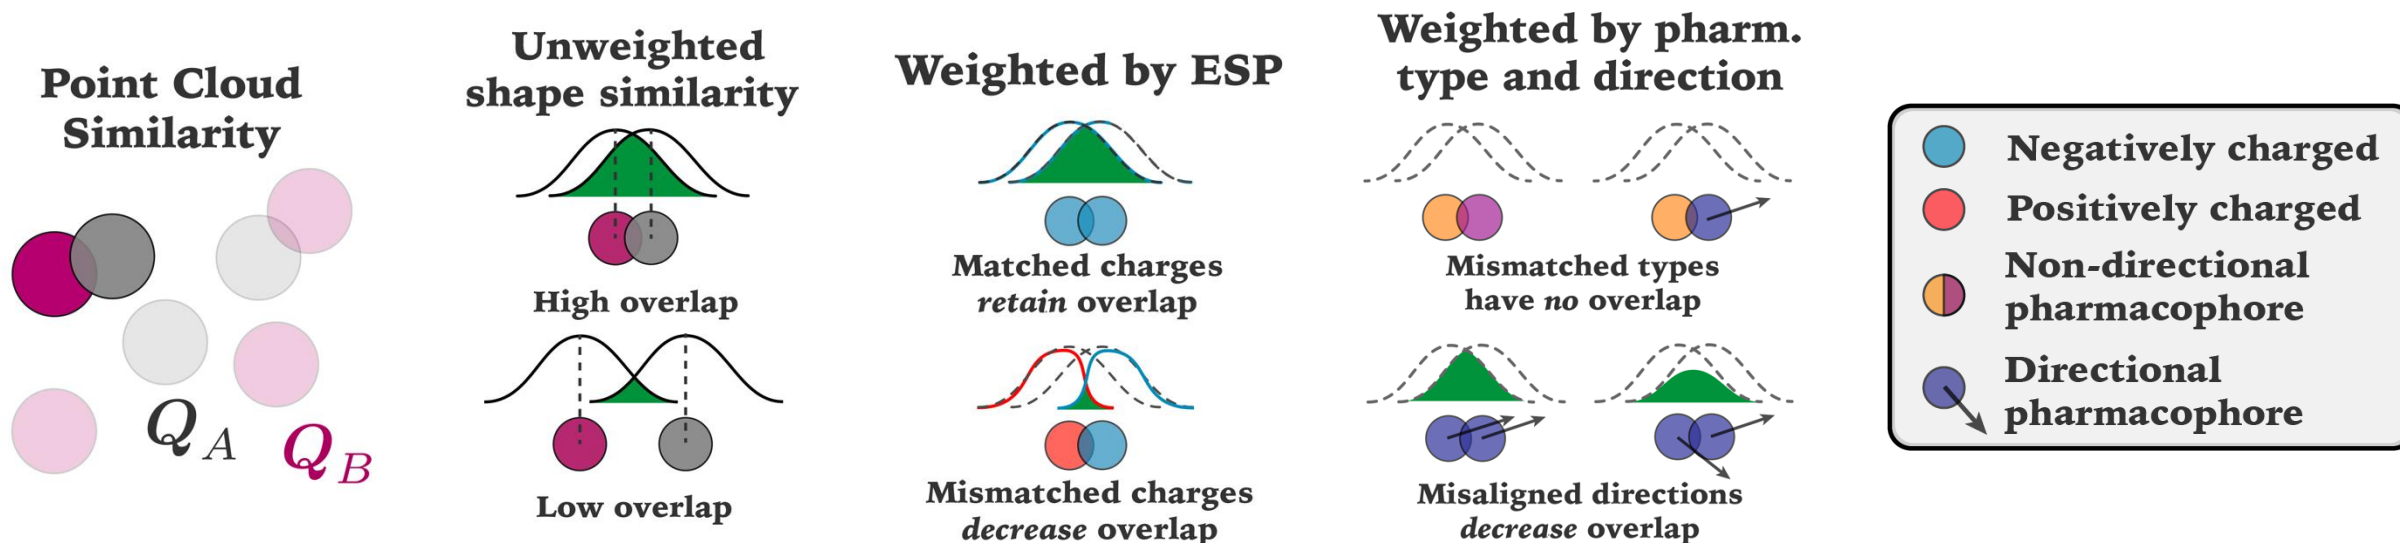 Point Cloud
Similarity
Q_A
Q_B
Unweighted
shape similarity
High overlap
Low overlap
Weighted by ESP
Matched charges
retain overlap
Mismatched charges
decrease overlap
Weighted by pharm.
type and direction
Mismatched types
have no overlap
Misaligned directions
decrease overlap
Negatively charged
Positively charged
Non-directional
pharmacophore
Directional
pharmacophore